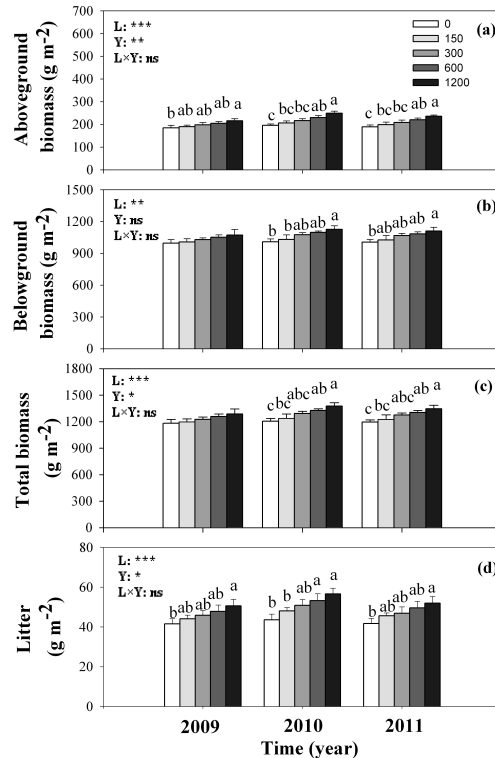 Aboveground
biomass (g m-2)
700
600
500
400
300
200
100
0
L: ***
Y: **
L×Y: ns
(a)
0
150
300
600
1200
b ab ab ab a
c bc bc b a
c bc bc b a
Belowground
biomass (g m-2)
1500
1200
900
600
300
0
L: **
Y: ns
L×Y: ns
(b)
b b ab ab a
b b ab ab a
Total biomass
(g m-2)
1800
1500
1200
900
600
300
0
L: ***
Y: *
L×Y: ns
(c)
c bc abc ab a
c bc abc ab a
Litter
(g m-2)
80
60
40
20
0
L: ***
Y: *
L×Y: ns
(d)
b ab ab ab a
b b ab a a
b ab ab ab a
2009 2010 2011
Time (year)